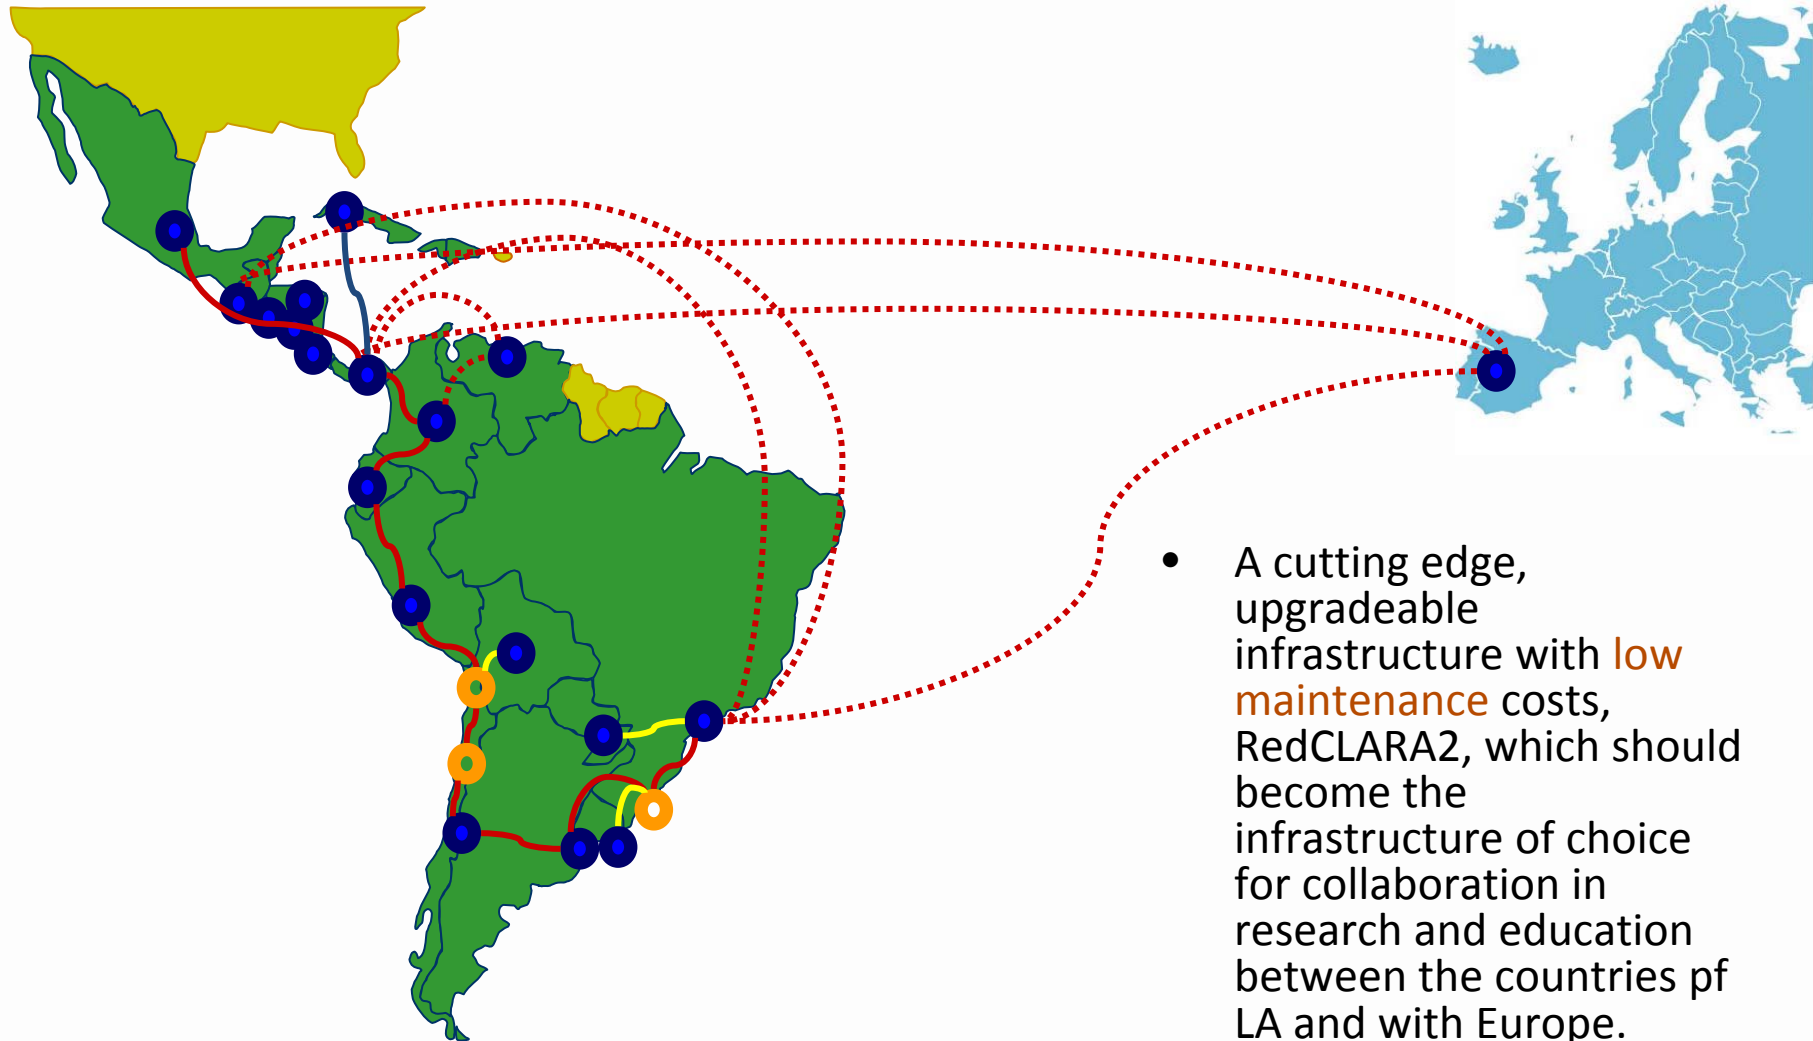 • A cutting edge,
upgradeable
infrastructure with low
maintenance costs,
RedCLARA2, which should
become the
infrastructure of choice
for collaboration in
research and education
between the countries pf
LA and with Europe.